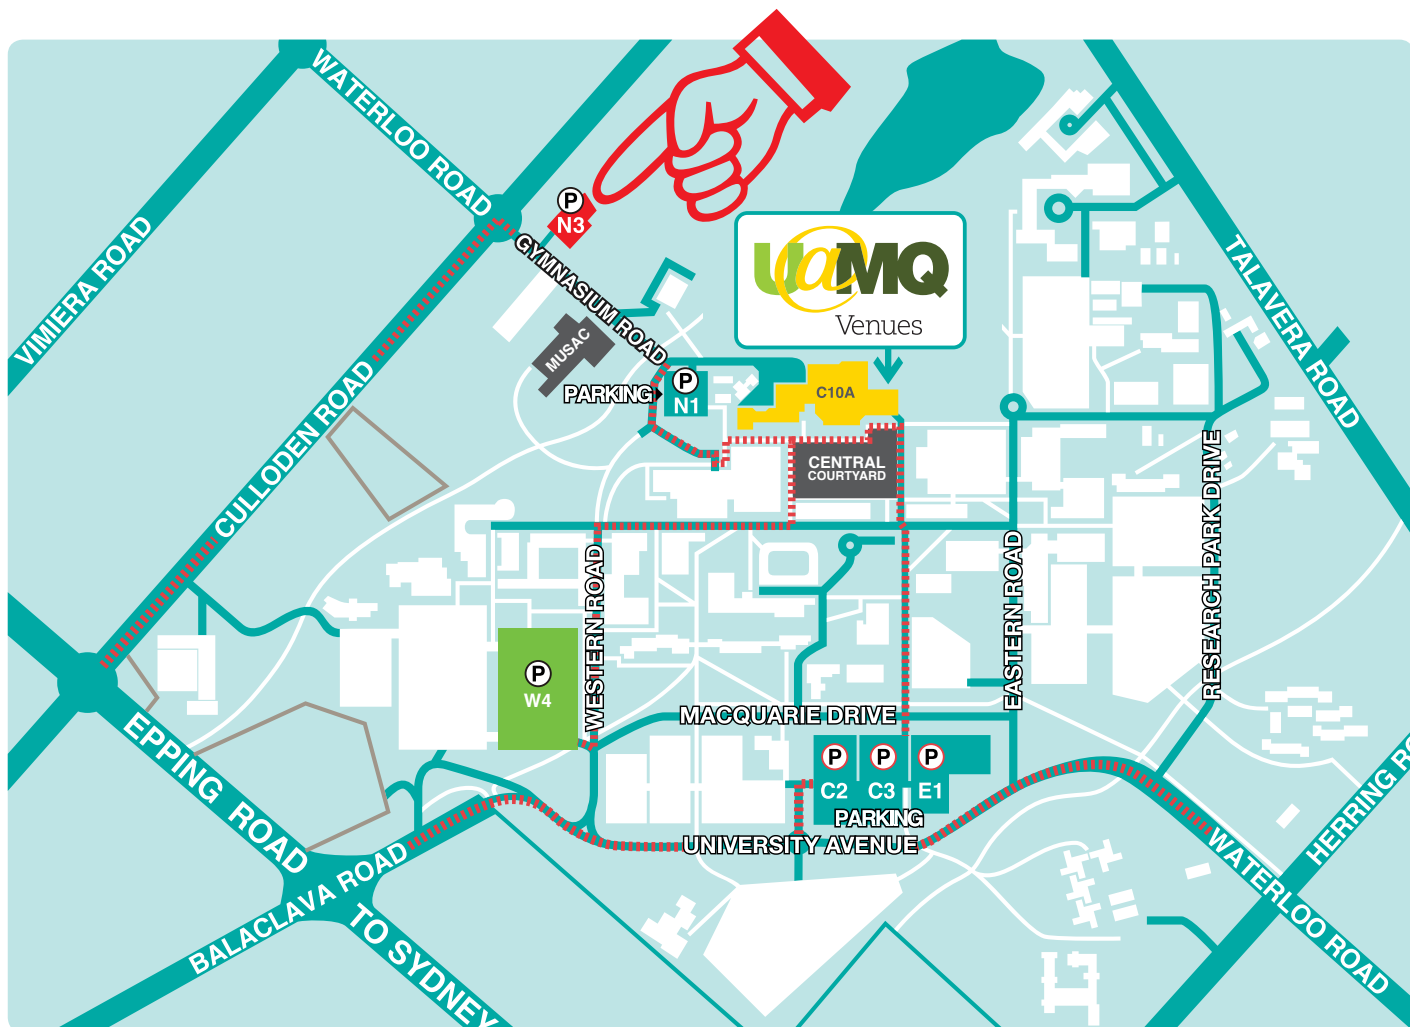 WATERLOO ROAD
VIMIERA ROAD
P
N3
GYMNASIUM ROAD
U@MQ
Venues
TALAVERA ROAD
MUSAC
PARKING
P
N1
C10A
CULLODEN ROAD
CENTRAL
COURTYARD
RESEARCH PARK DRIVE
WESTERN ROAD
EASTERN ROAD
P
W4
MACQUARIE DRIVE
EPPING ROAD
P
C2
P
C3
P
E1
PARKING
UNIVERSITY AVENUE
HERRING RO
WATERLOO ROAD
BALACLAVA ROAD
TO SYDNEY